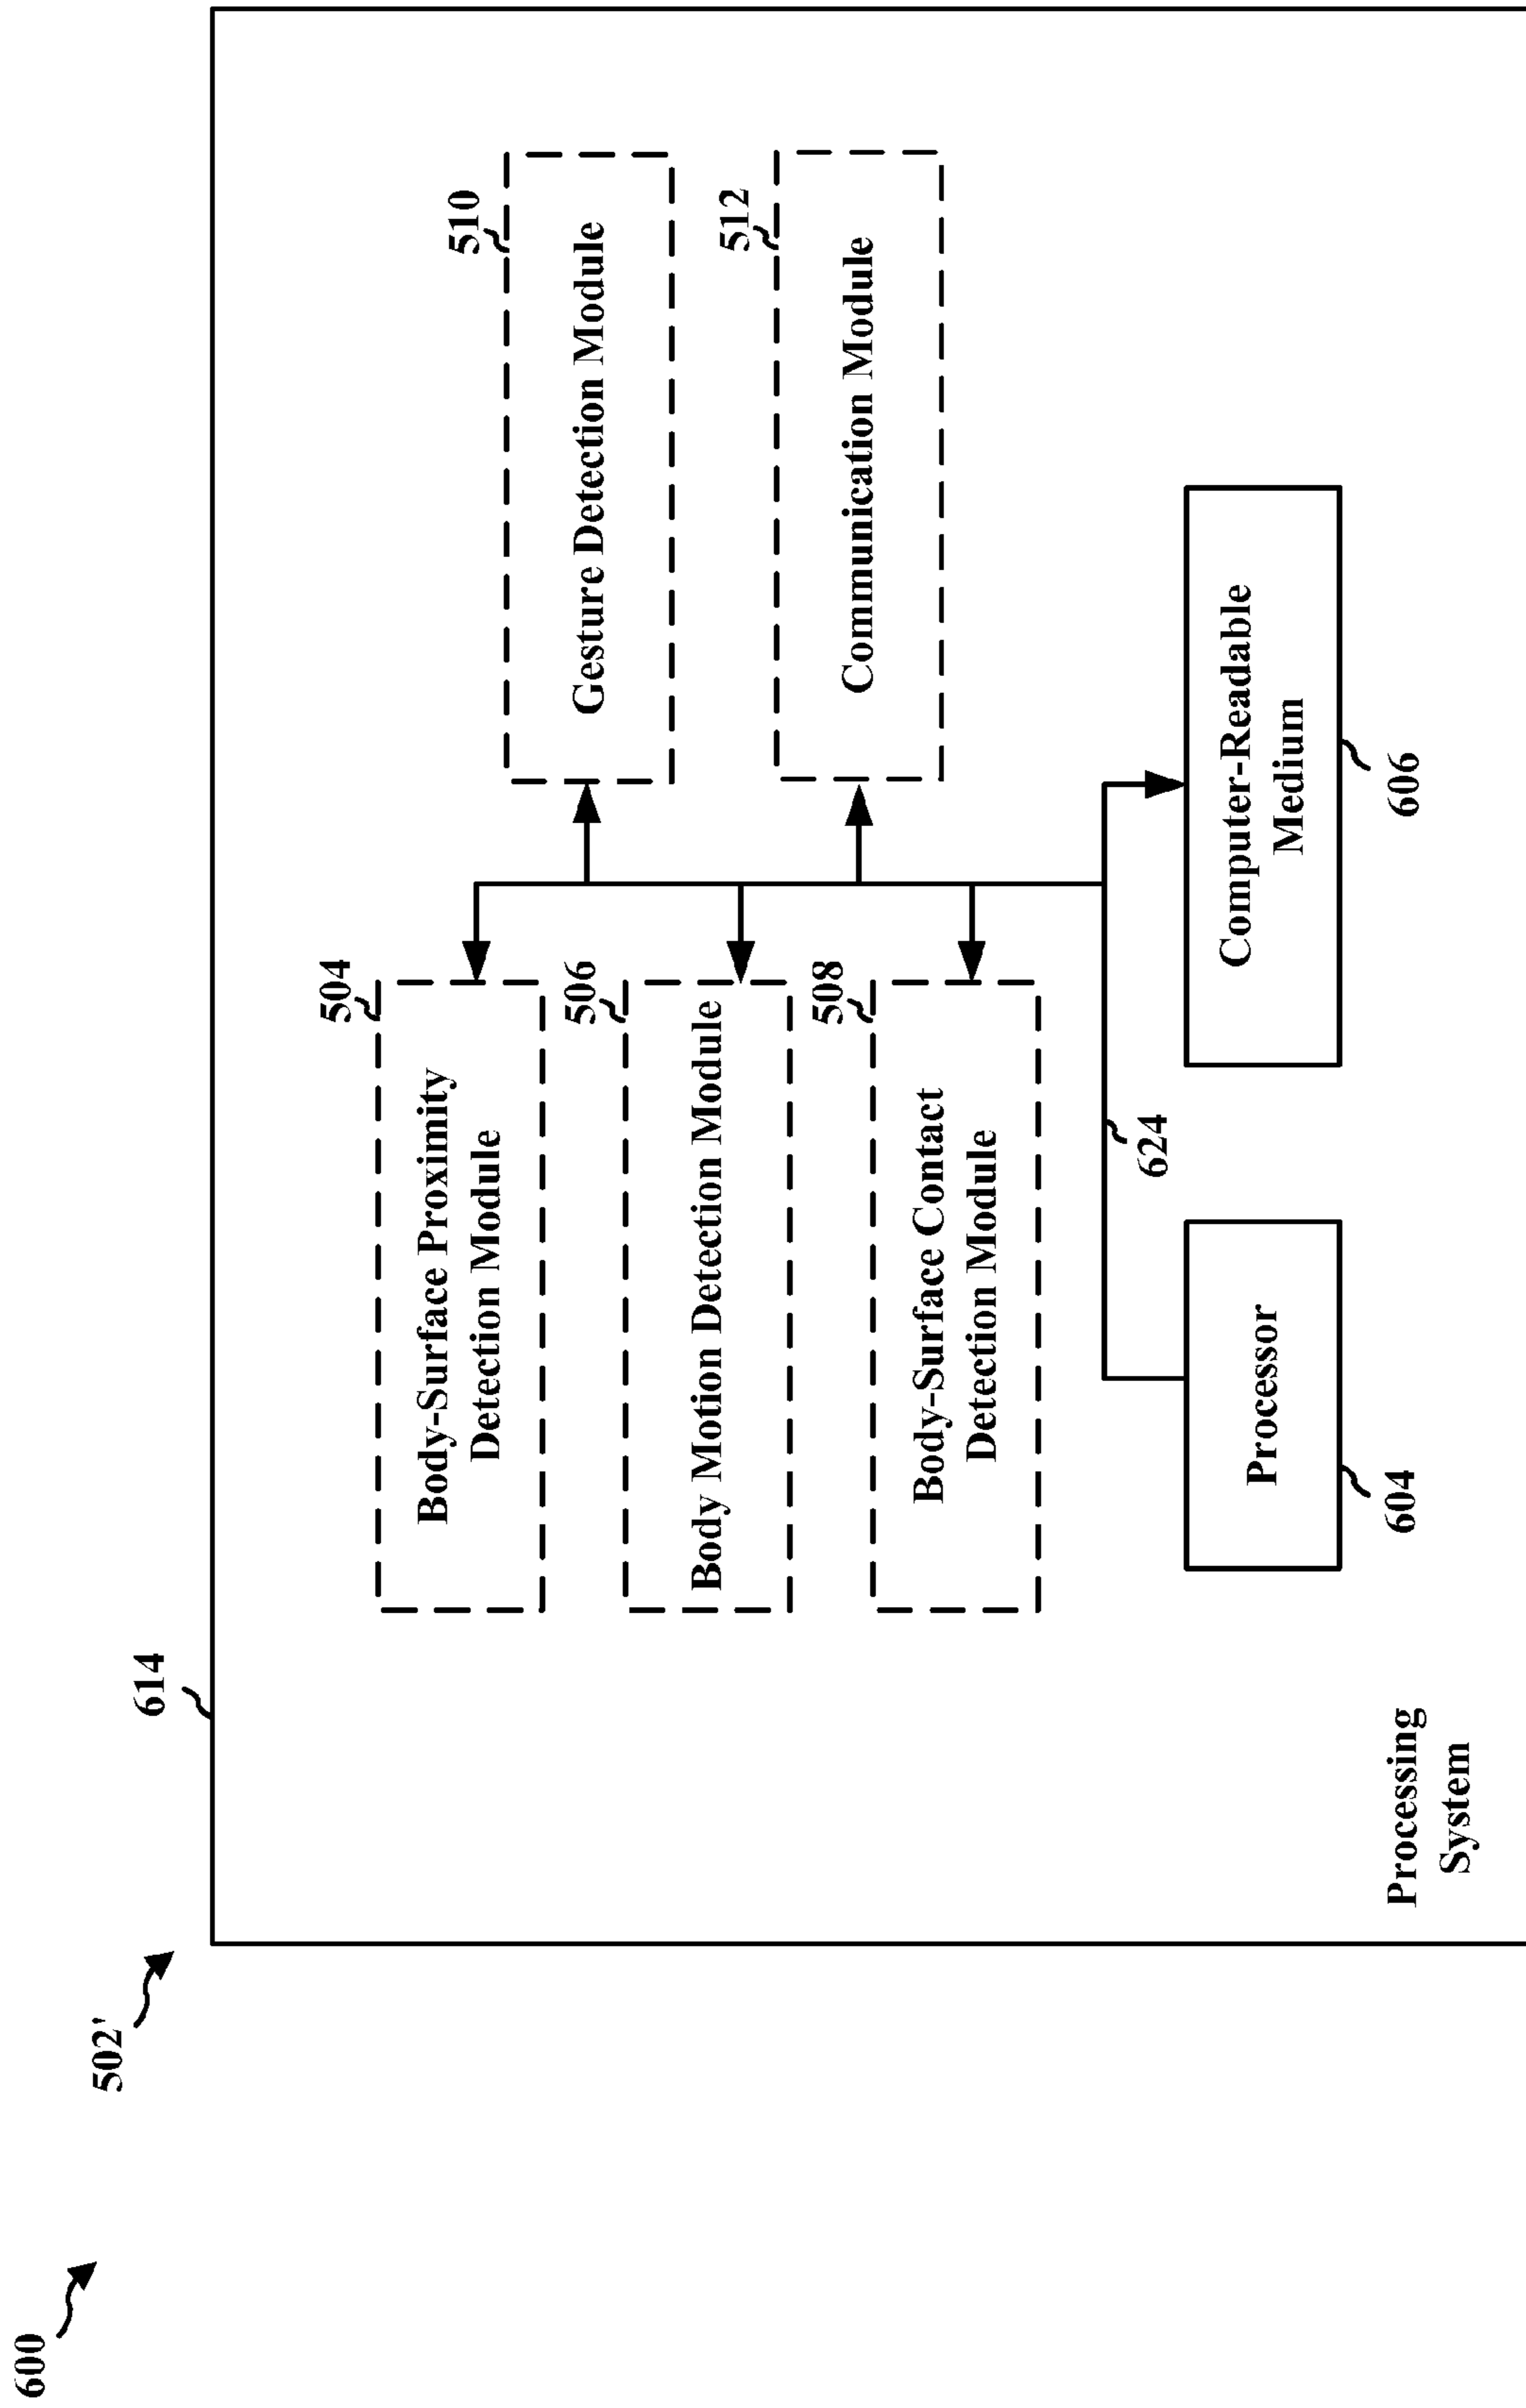 600
502'
614
504
Body-Surface Proximity
Detection Module
510
Gesture Detection Module
506
Body Motion Detection Module
512
Communication Module
508
Body-Surface Contact
Detection Module
624
Processor
604
Computer-Readable
Medium
606
Processing
System